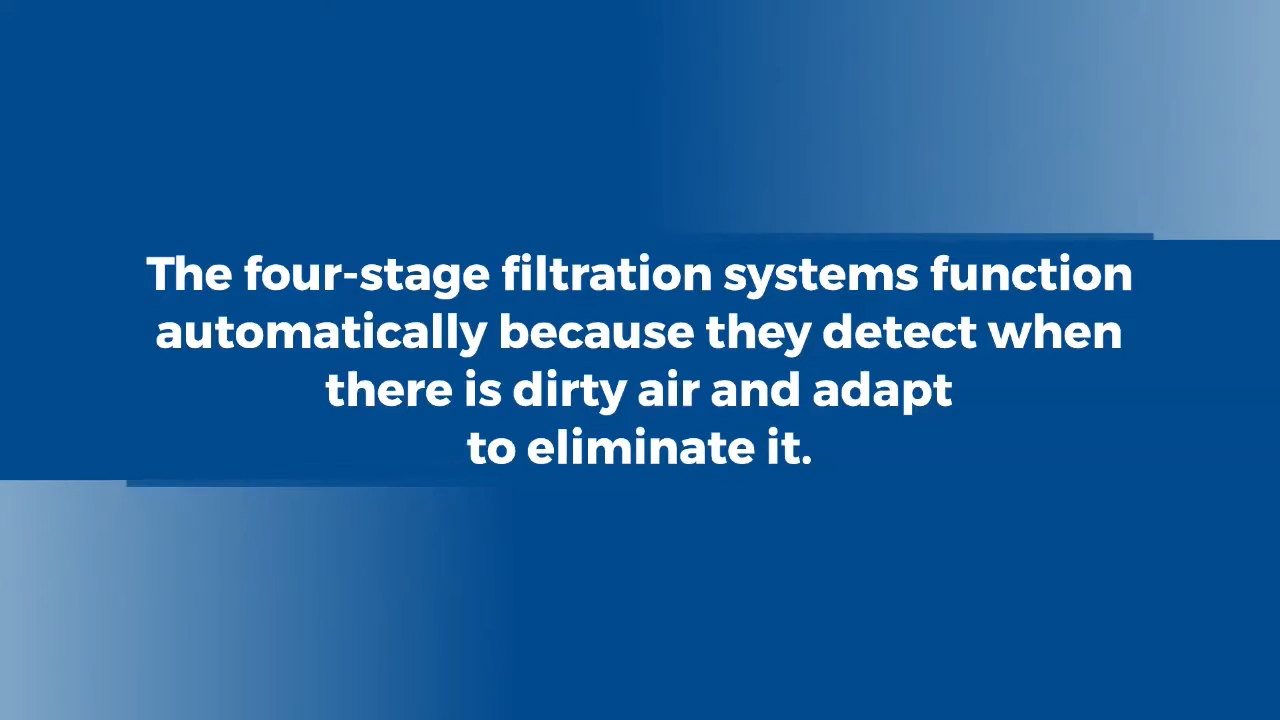 The four-stage filtration systems function
automatically because they detect when
there is dirty air and adapt
to eliminate it.